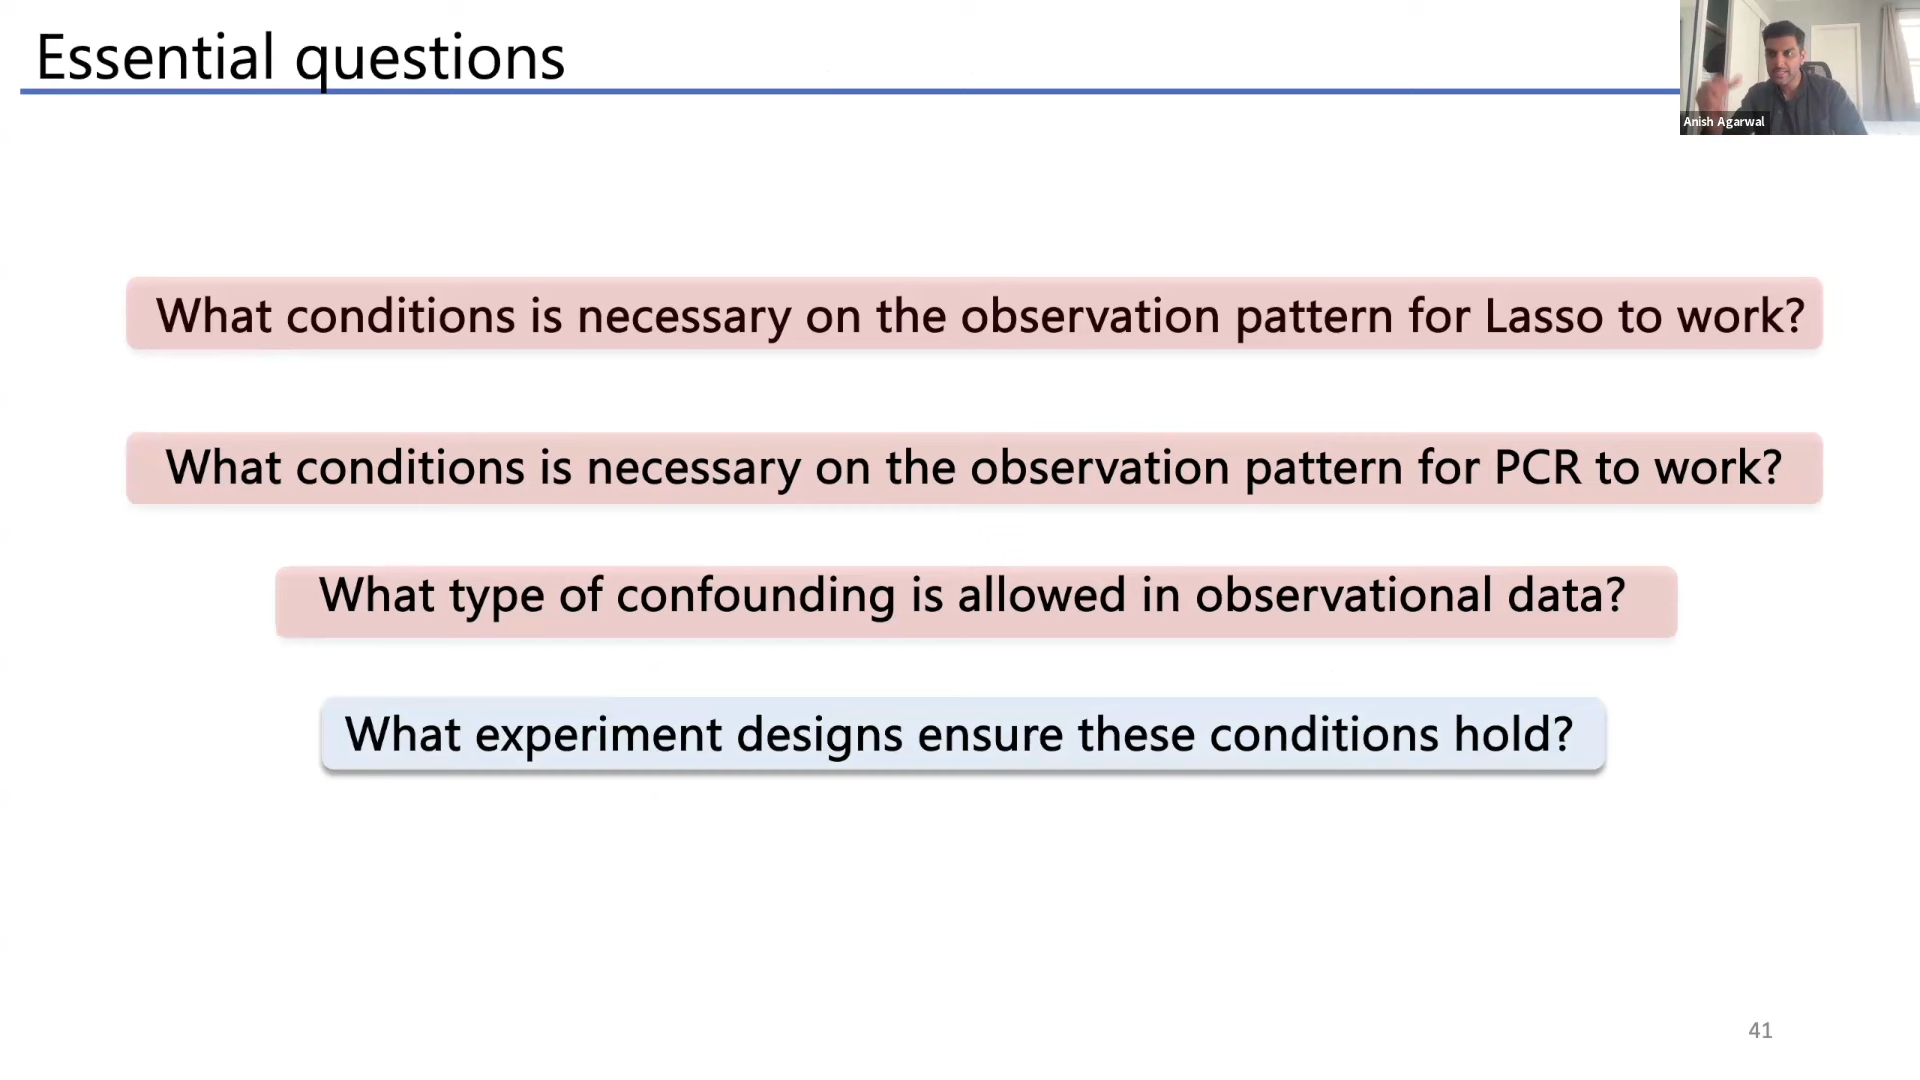 Essential questions
Anish Agarwal
What conditions is necessary on the observation pattern for Lasso to work?
What conditions is necessary on the observation pattern for PCR to work?
What type of confounding is allowed in observational data?
What experiment designs ensure these conditions hold?
41